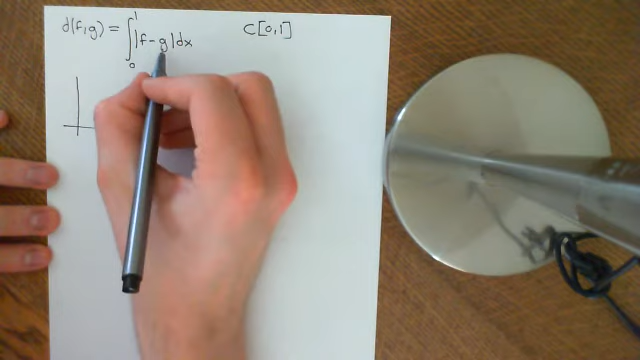 d(f,g) = ∫₀¹ |f-g|dx C[0,1]